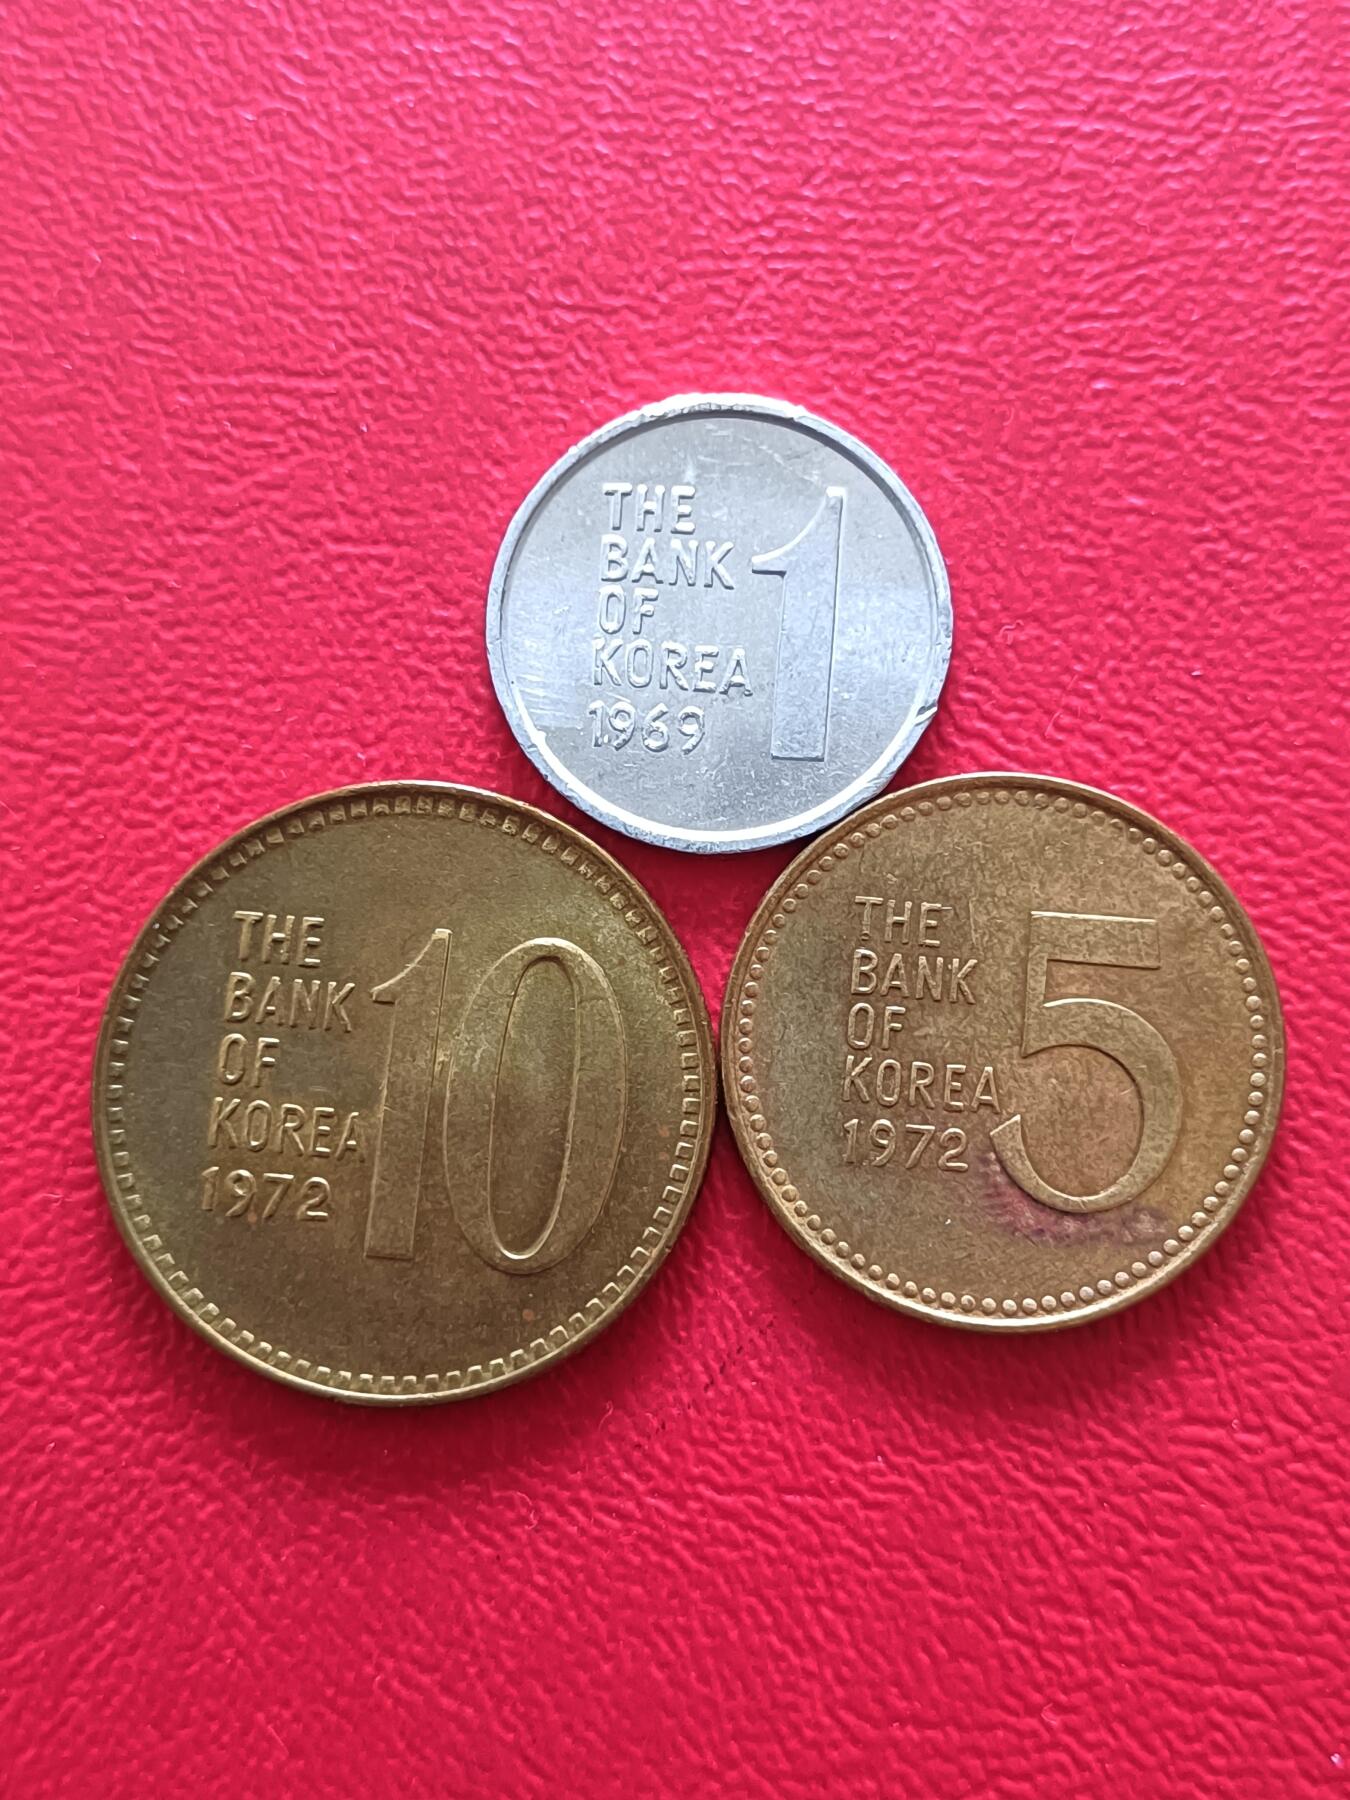 THE
BANK
OF
KOREA
1969
1
THE
BANK
OF
KOREA
1972
10
THE
BANK
OF
KOREA
1972
5